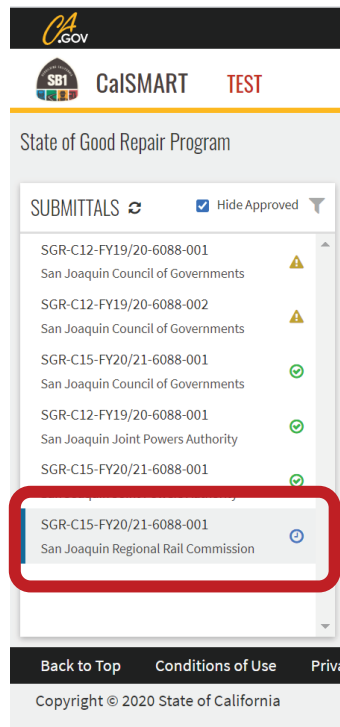 CA
.GOV
SB1
CalSMART TEST
State of Good Repair Program
SUBMITTALS Hide Approved
SGR-C12-FY19/20-6088-001
San Joaquin Council of Governments
SGR-C12-FY19/20-6088-002
San Joaquin Council of Governments
SGR-C15-FY20/21-6088-001
San Joaquin Council of Governments
SGR-C12-FY19/20-6088-001
San Joaquin Joint Powers Authority
SGR-C15-FY20/21-6088-001
SGR-C15-FY20/21-6088-001
San Joaquin Regional Rail Commission
Back to Top Conditions of Use Priva
Copyright © 2020 State of California